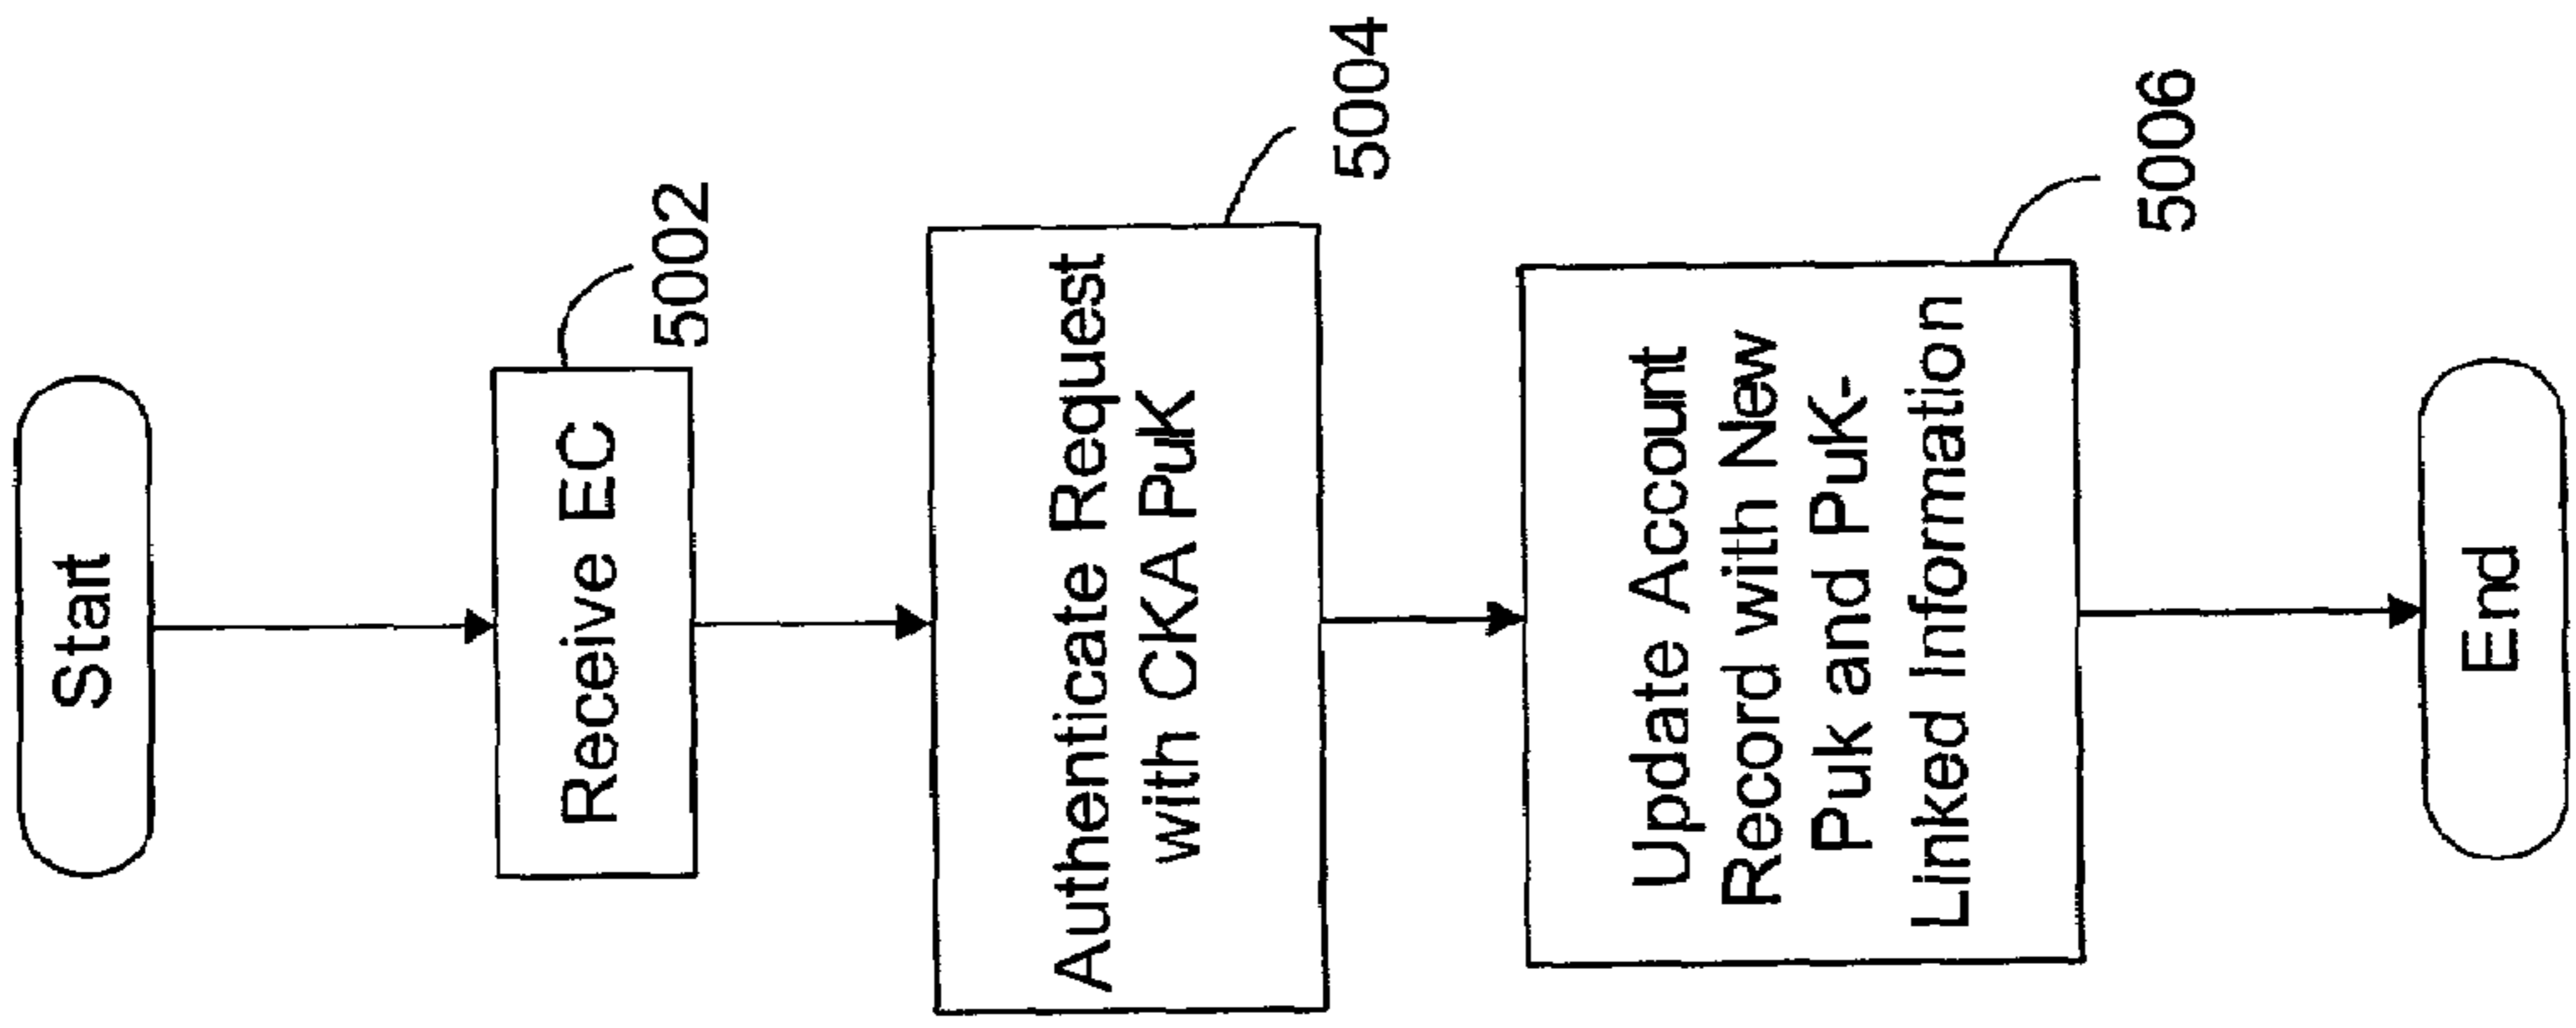 Start
Receive EC
5002
Authenticate Request
with CKA PuK
5004
Update Account
Record with New
Puk and PuK-
Linked Information
5006
End